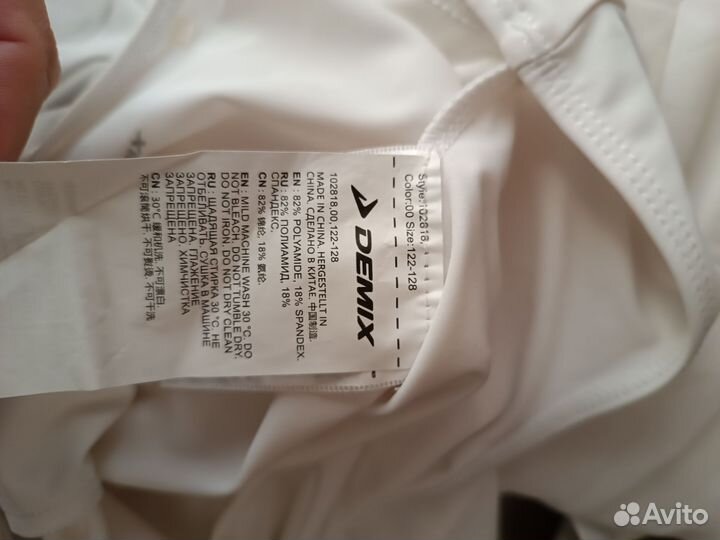 Style:102818,
Color:00 Size:122-128
DEMIX
102818,00,122-128
MADE IN CHINA. HERGESTELLT IN
CHINA. СДЕЛАНО В КИТАЕ. 中国制造.
EN : 82% POLYAMIDE, 18% SPANDEX.
RU : 82% ПОЛИАМИД, 18%
СПАНДЕКС.
CN : 82% 锦纶, 18% 氨纶.
EN : MILD MACHINE WASH 30 °C. DO
NOT BLEACH. DO NOT TUMBLE DRY.
DO NOT IRON. DO NOT DRY CLEAN
RU : ЩАДЯЩАЯ СТИРКА 30 °C. НЕ
ОТБЕЛИВАТЬ. СУШКА В МАШИНЕ
ЗАПРЕЩЕНА. ГЛАЖЕНИЕ
ЗАПРЕЩЕНО. ХИМЧИСТКА
ЗАПРЕЩЕНА
CN : 30°C 缓和机洗. 不可漂白.
不可滚筒烘干. 不可熨烫. 不可干洗
Avito